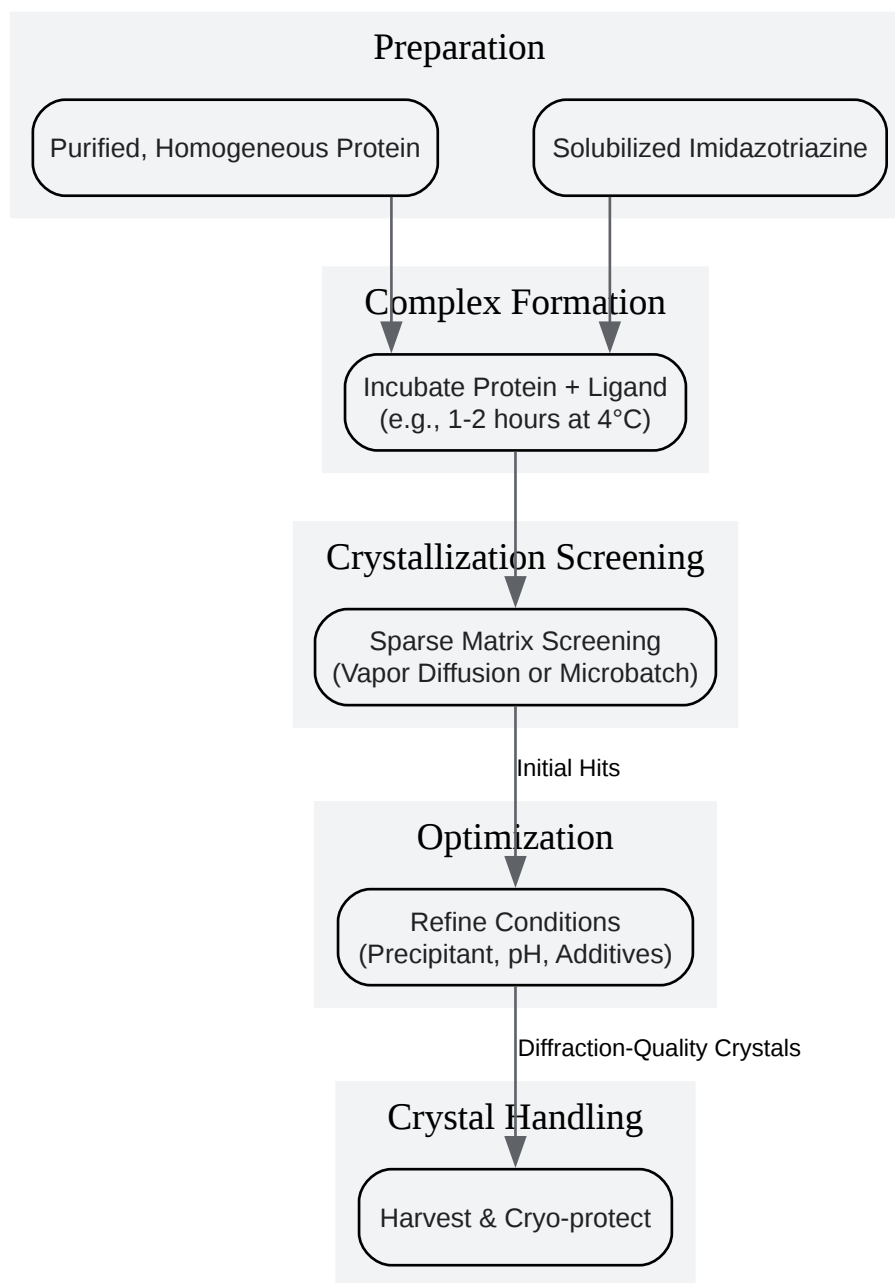 Preparation
Purified, Homogeneous Protein
Solubilized Imidazotriazine
Complex Formation
Incubate Protein + Ligand
(e.g., 1-2 hours at 4°C)
Crystallization Screening
Sparse Matrix Screening
(Vapor Diffusion or Microbatch)
Initial Hits
Optimization
Refine Conditions
(Precipitant, pH, Additives)
Diffraction-Quality Crystals
Crystal Handling
Harvest & Cryo-protect